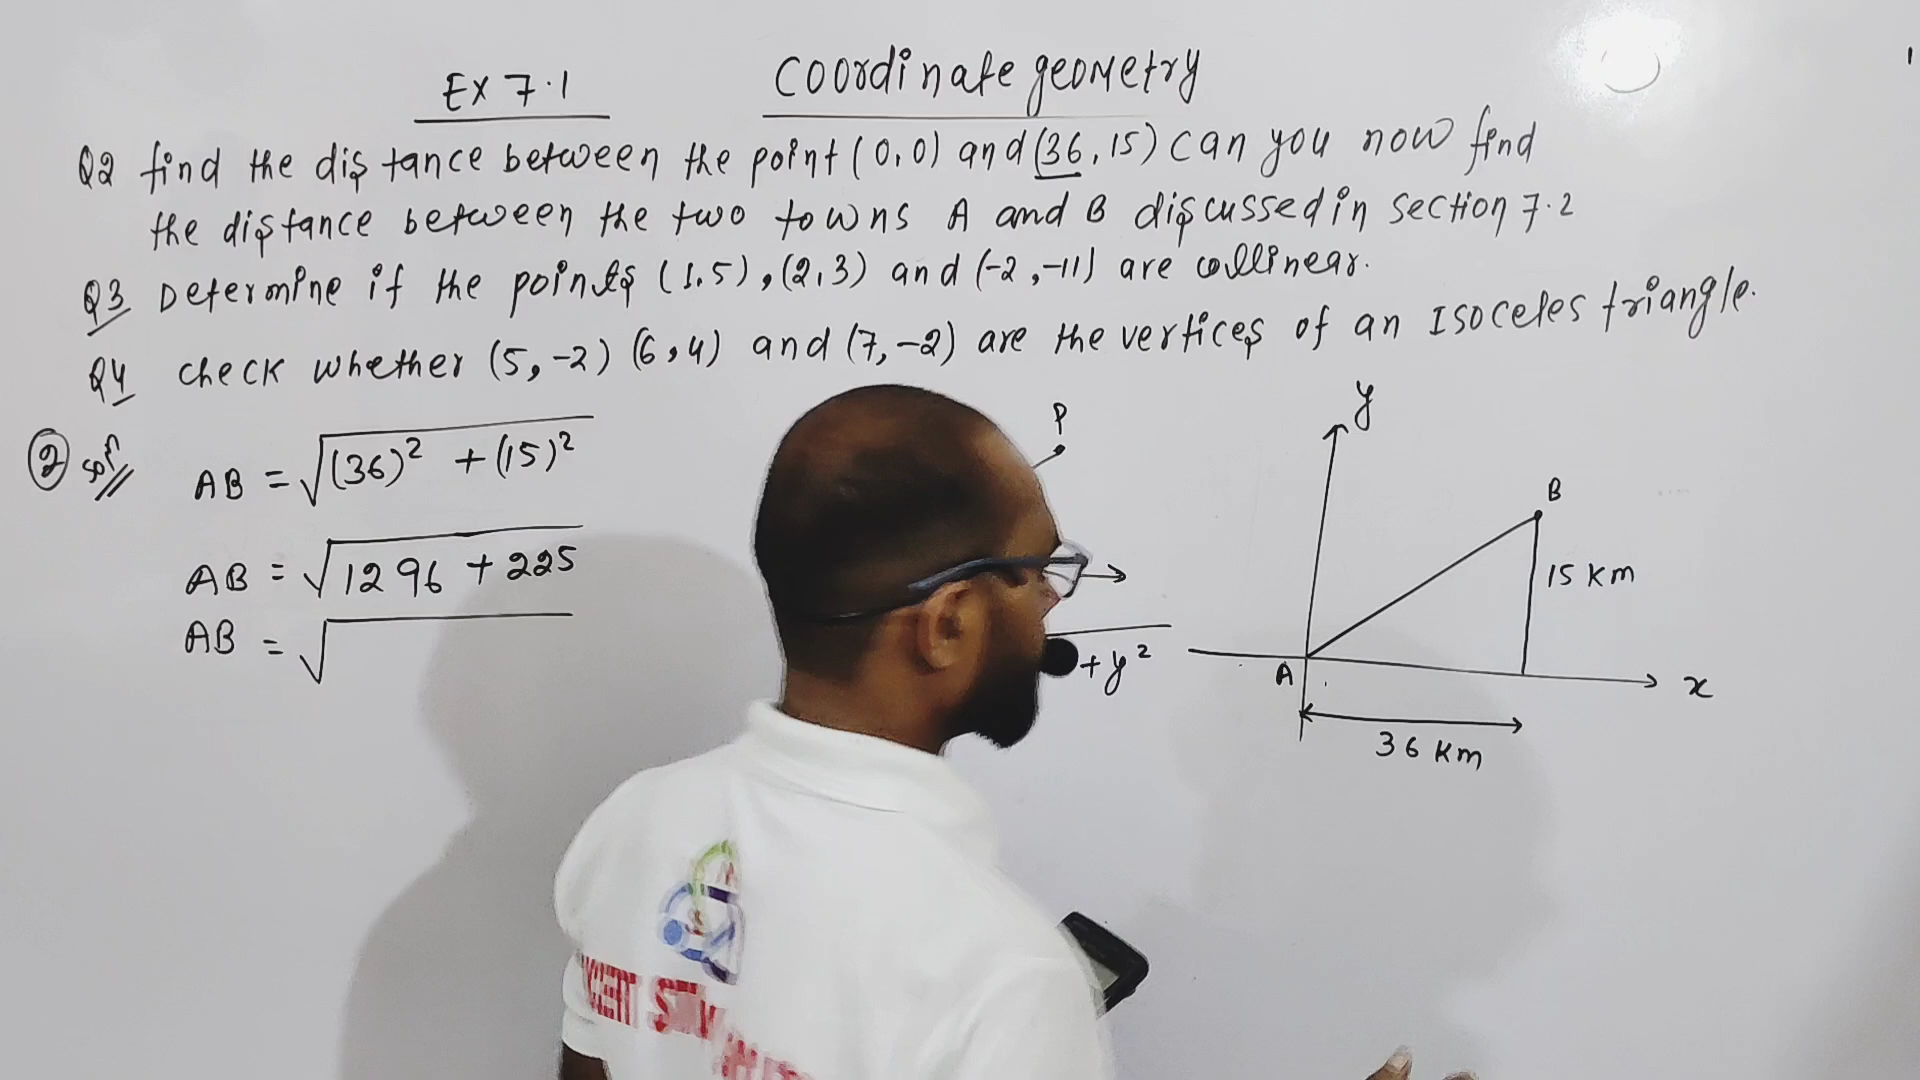 Ex 7.1
Coordinate geometry
Q2 find the distance between the point (0,0) and (36,15) can you now find
the distance between the two towns A and B discussed in section 7.2
Q3 Determine if the points (1,5), (2,3) and (-2,-11) are collinear.
Q4 check whether (5,-2) (6,4) and (7,-2) are the vertices of an Isoceles triangle.
② solⁿ
AB = √(36)² + (15)²
AB = √1296 + 225
AB = √
P
+ y²
y
B
15 Km
A
x
36 Km